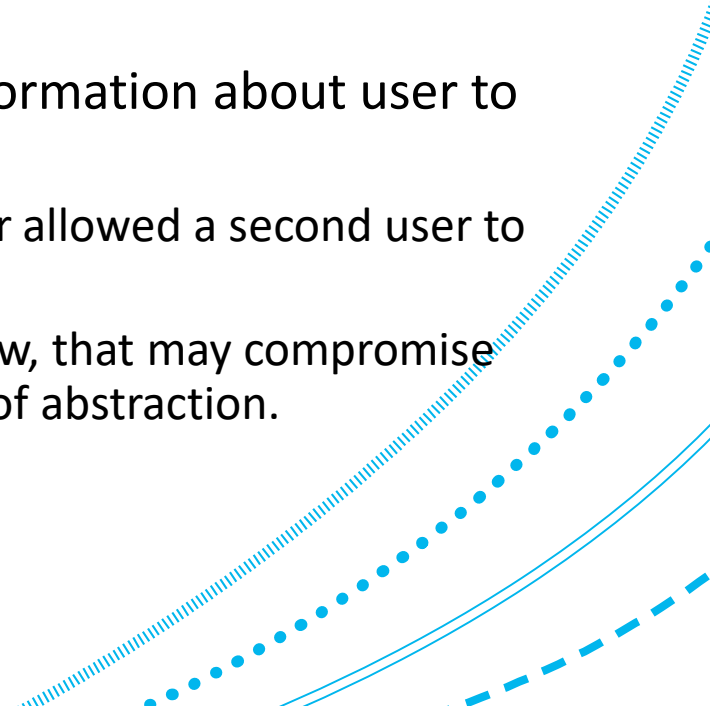 ormation about user to
r allowed a second user to
w, that may compromise
of abstraction.